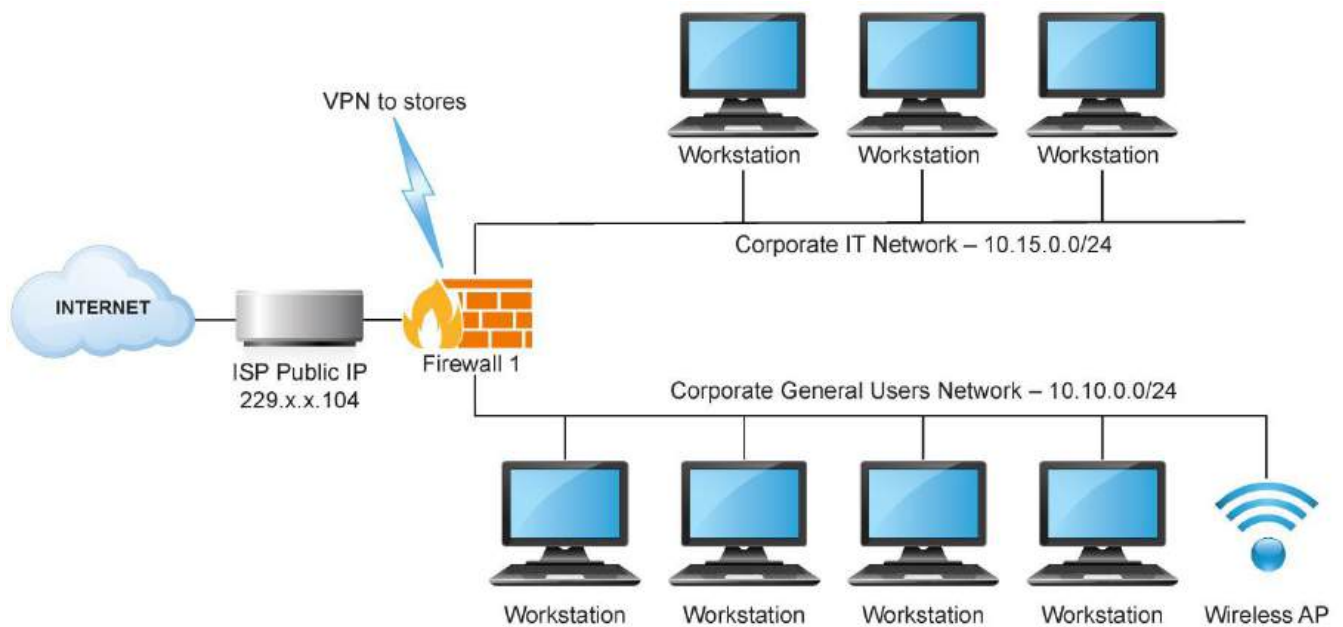 VPN to stores
Workstation
Workstation
Workstation
Corporate IT Network – 10.15.0.0/24
INTERNET
ISP Public IP
229.x.x.104
Firewall 1
Corporate General Users Network – 10.10.0.0/24
Workstation
Workstation
Workstation
Workstation
Wireless AP